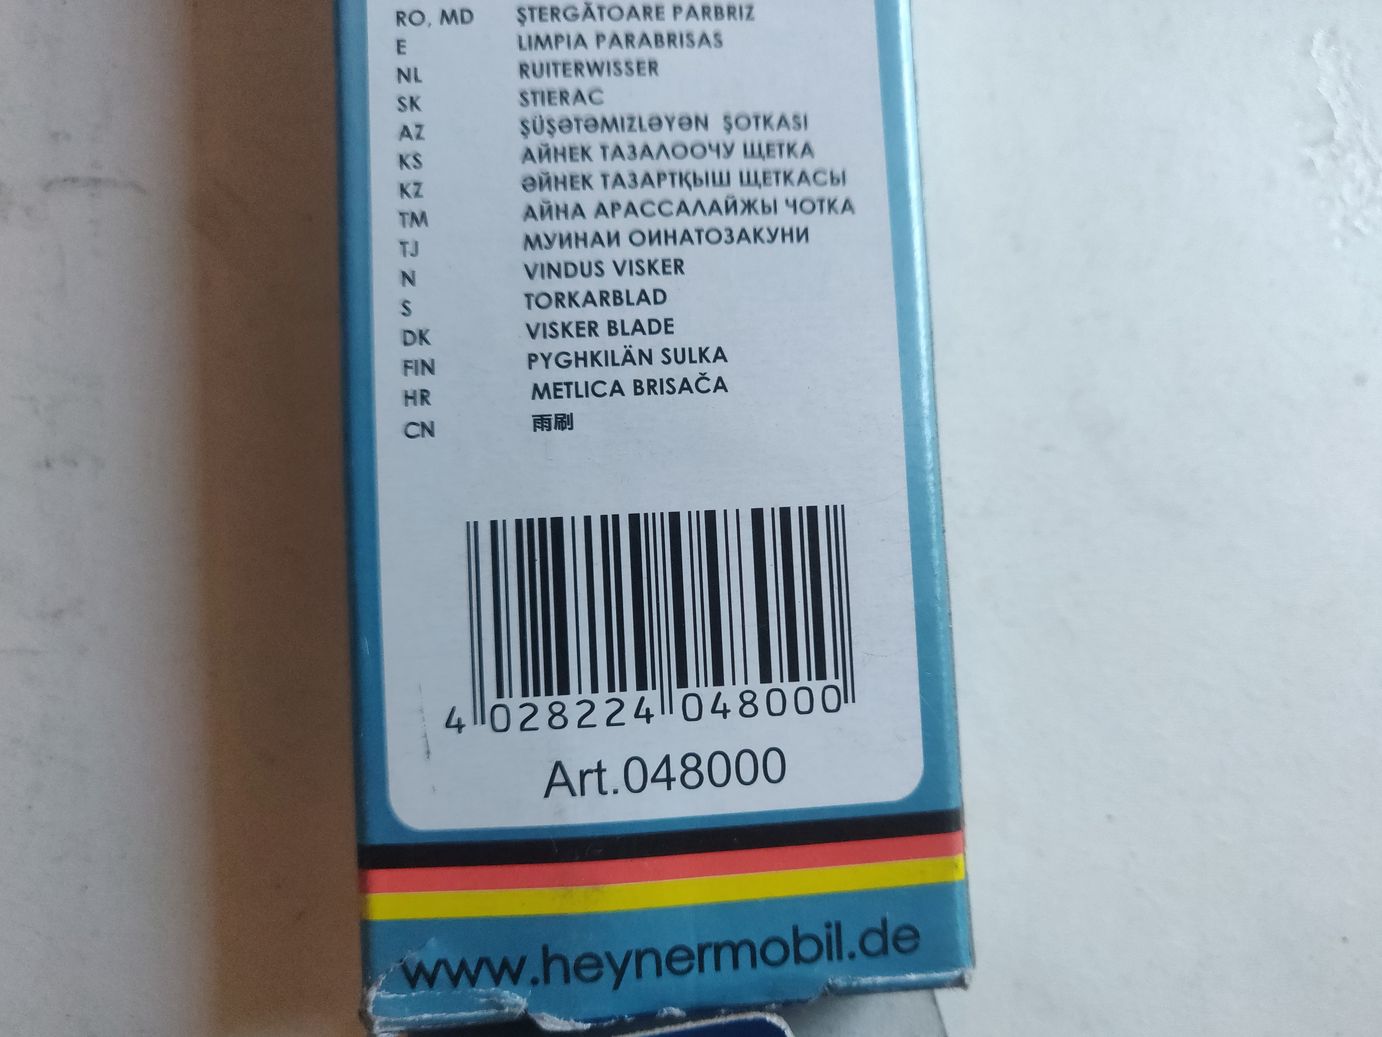 RO, MD ŞTERGĂTOARE PARBRIZ
E LIMPIA PARABRISAS
NL RUITERWISSER
SK STIERAC
AZ ŞÜŞƏTƏMIZLƏYƏN ŞOTKASI
KS АЙНЕК ТАЗАЛООЧУ ЩЕТКА
KZ ӘЙНЕК ТАЗАРТҚЫШ ЩЕТКАСЫ
TM АЙНА АРАССАЛАЙЖЫ ЧОТКА
TJ МУИНАИ ОИНАТОЗАКУНИ
N VINDUS VISKER
S TORKARBLAD
DK VISKER BLADE
FIN PYGHKILÄN SULKA
HR METLICA BRISAČA
CN 雨刷
4 028224 048000
Art.048000
www.heynermobil.de